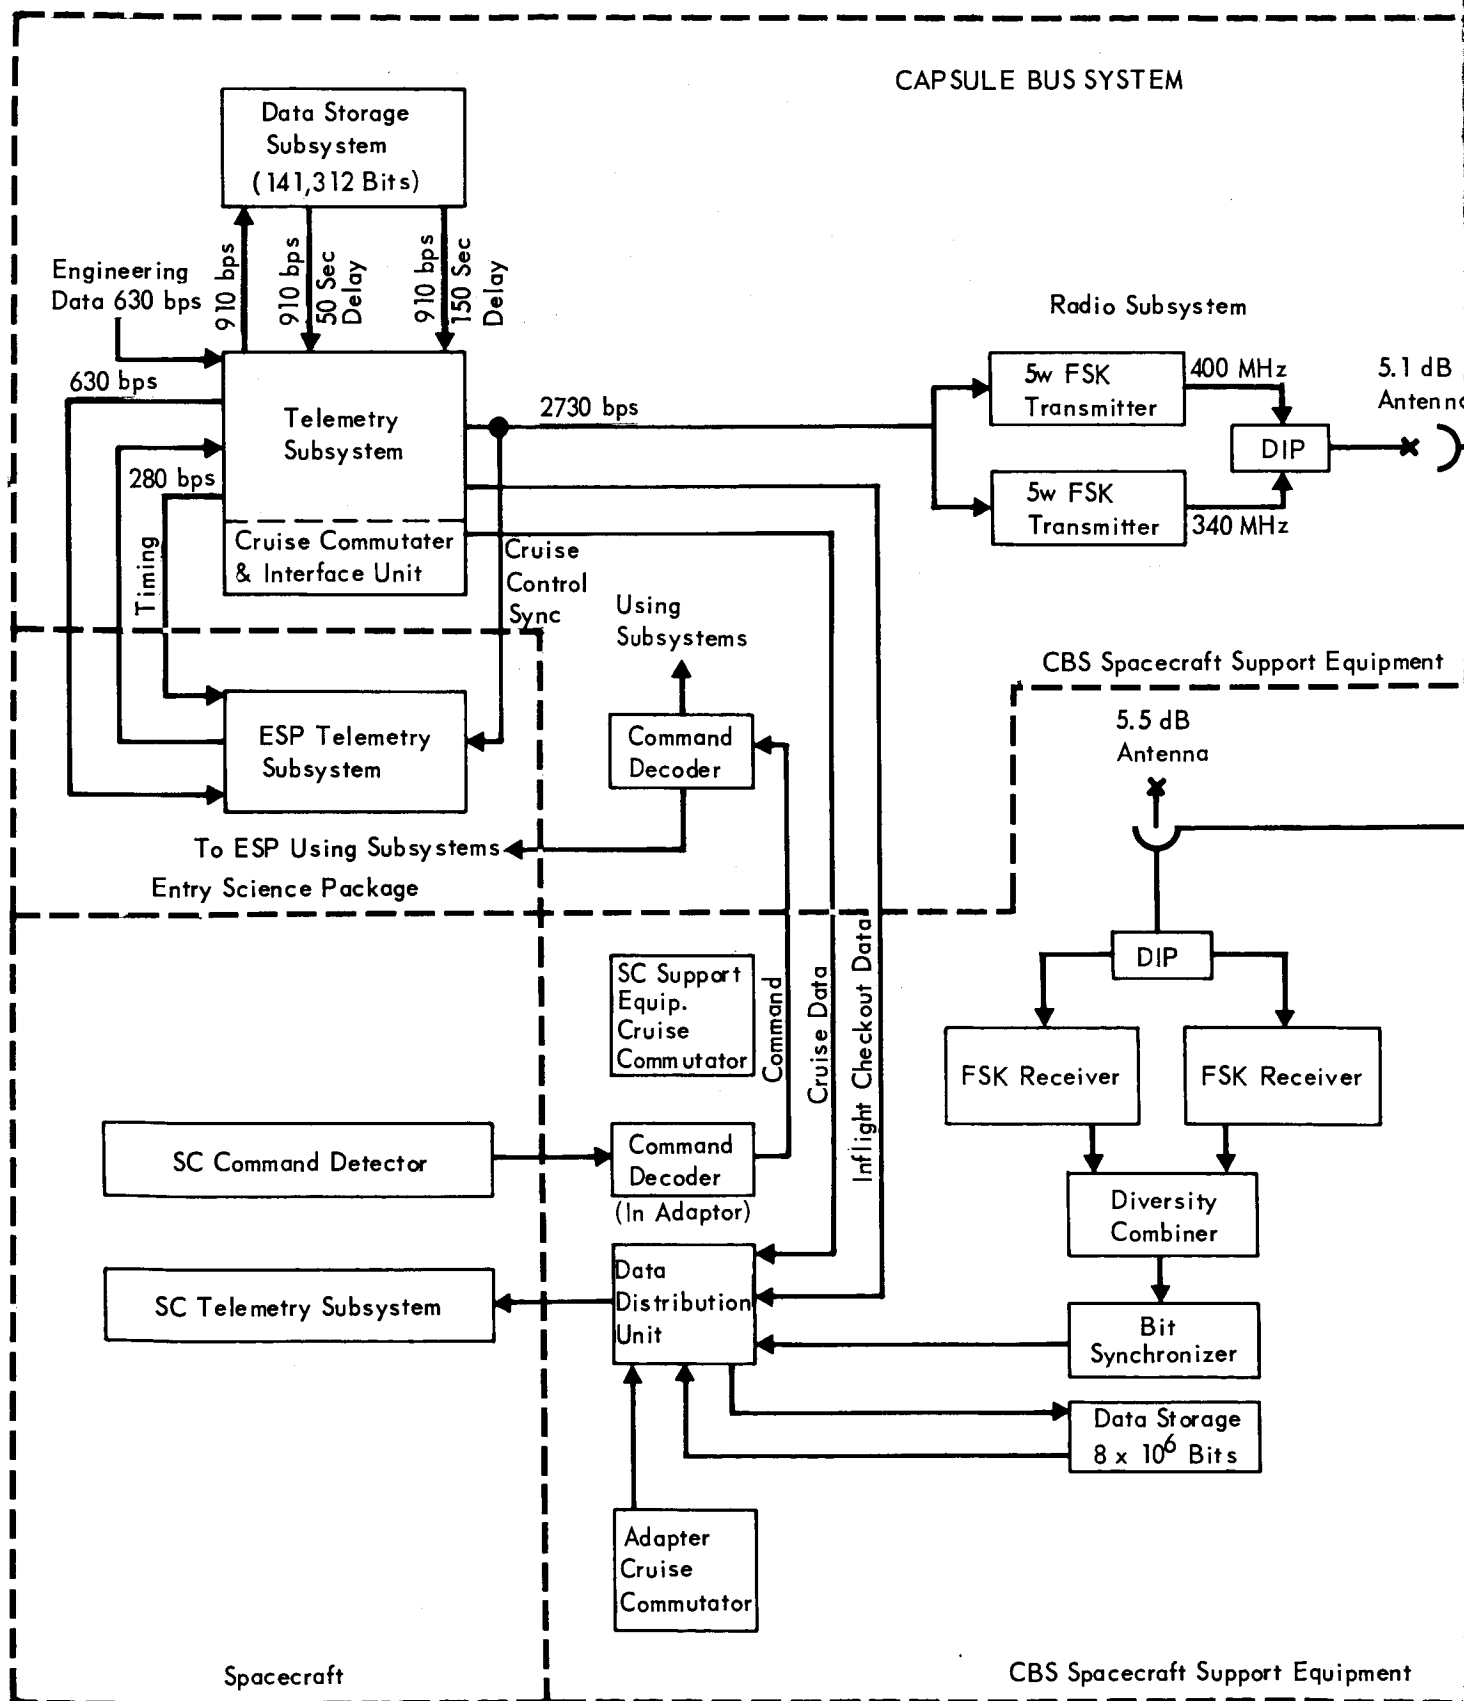 CAPSULE BUS SYSTEM
Data Storage
Subsystem
(141,312 Bits)
Engineering
Data 630 bps
910 bps
910 bps
50 Sec
Delay
910 bps
150 Sec
Delay
630 bps
280 bps
Timing
Telemetry
Subsystem
Cruise Commutater
& Interface Unit
2730 bps
Cruise
Control
Sync
Radio Subsystem
5w FSK
Transmitter
400 MHz
5w FSK
Transmitter
340 MHz
DIP
5.1 dB
Antenna
Using
Subsystems
Command
Decoder
ESP Telemetry
Subsystem
To ESP Using Subsystems
Entry Science Package
CBS Spacecraft Support Equipment
5.5 dB
Antenna
DIP
FSK Receiver
FSK Receiver
Diversity
Combiner
Bit
Synchronizer
Data Storage
8 x 10⁶ Bits
SC Support
Equip.
Cruise
Commutator
Command
Cruise Data
Inflight Checkout Data
SC Command Detector
Command
Decoder
(In Adaptor)
SC Telemetry Subsystem
Data
Distribution
Unit
Adapter
Cruise
Commutator
Spacecraft
CBS Spacecraft Support Equipment